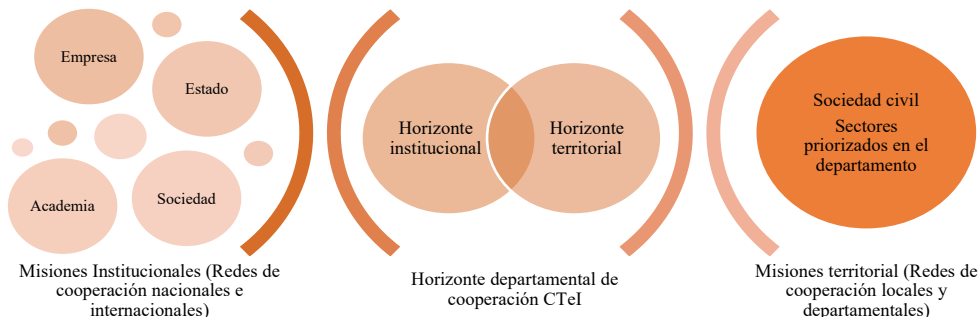 Empresa
Estado
Academia
Sociedad
Misiones Institucionales (Redes de
cooperación nacionales e
internacionales)
Horizonte
institucional
Horizonte
territorial
Horizonte departamental de
cooperación CTeI
Sociedad civil
Sectores
priorizados en el
departamento
Misiones territorial (Redes de
cooperación locales y
departamentales)